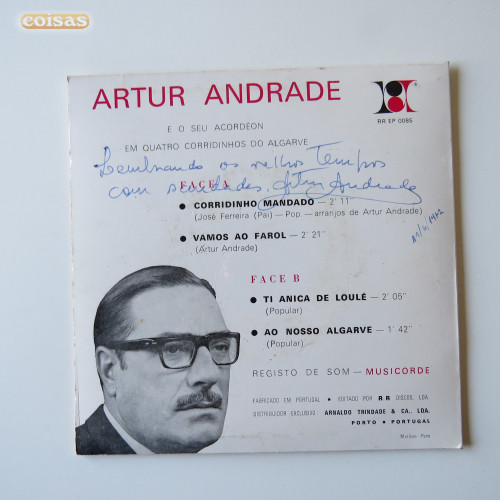 coisas
ARTUR ANDRADE
RR EP 0085
E O SEU ACORDÉON
EM QUATRO CORRIDINHOS DO ALGARVE
Lembrando os velhos Tempos
com saudades, Artur Andrade
FACE A
● CORRIDINHO MANDADO — 2' 11"
(José Ferreira (Pai) — Pop. — arranjos de Artur Andrade)
● VAMOS AO FAROL — 2' 21"
(Artur Andrade)
FACE B
● TI ANICA DE LOULÉ — 2' 05"
(Popular)
● AO NOSSO ALGARVE — 1' 42"
(Popular)
REGISTO DE SOM — MUSICORDE
FABRICADO EM PORTUGAL ● EDITADO POR RR DISCOS, LDA.
DISTRIBUIDOR EXCLUSIVO: ARNALDO TRINDADE & CA., LDA.
PORTO ● PORTUGAL